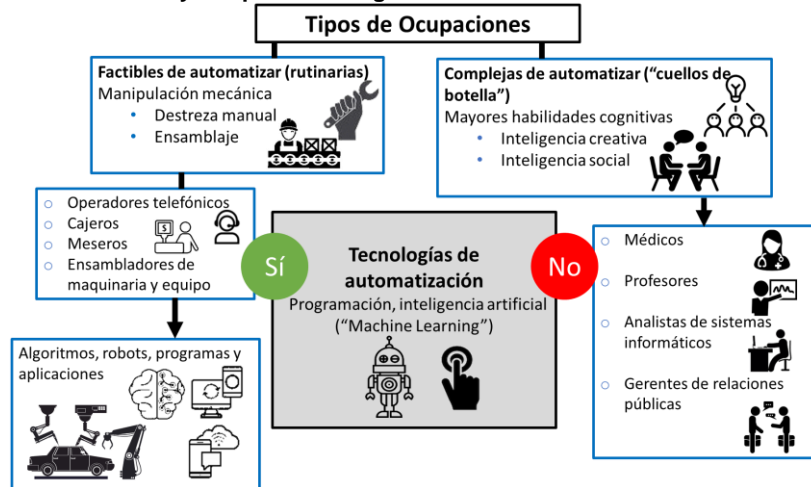 Tipos de Ocupaciones
Factibles de automatizar (rutinarias)
Manipulación mecánica
• Destreza manual
• Ensamblaje
Complejas de automatizar (“cuellos de
botella”)
Mayores habilidades cognitivas
• Inteligencia creativa
• Inteligencia social
○ Operadores telefónicos
○ Cajeros
○ Meseros
○ Ensambladores de
maquinaria y equipo
Sí
Tecnologías de
automatización
Programación, inteligencia artificial
(“Machine Learning”)
No
○ Médicos
○ Profesores
○ Analistas de sistemas
informáticos
○ Gerentes de relaciones
públicas
Algoritmos, robots, programas y
aplicaciones